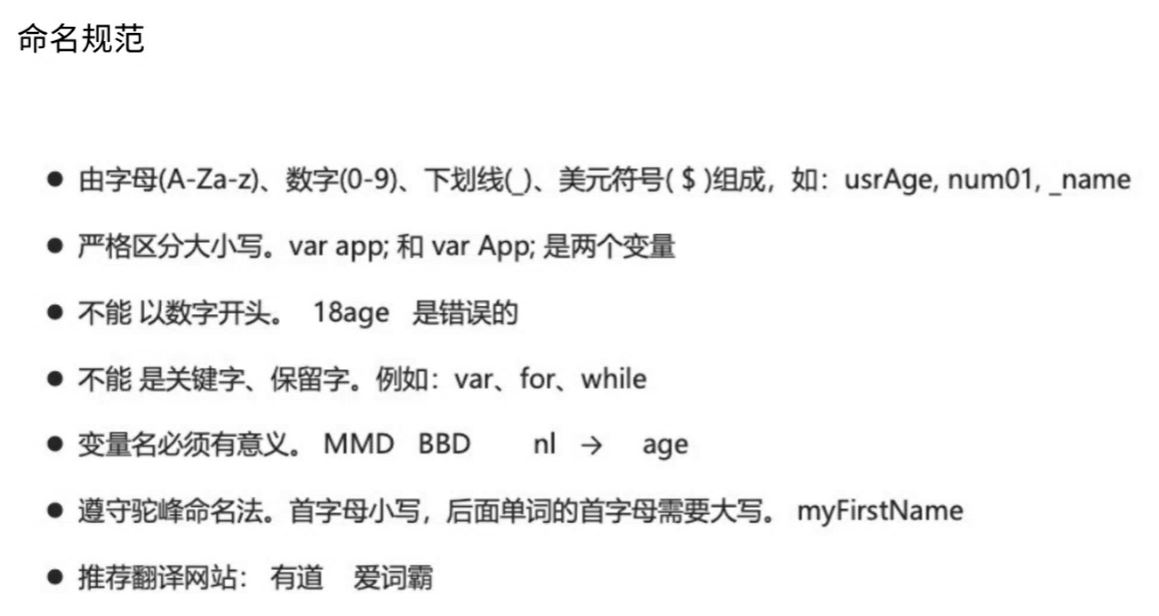 命名规范
● 由字母(A-Za-z)、数字(0-9)、下划线(_)、美元符号( $ )组成，如：usrAge, num01, _name
● 严格区分大小写。var app; 和 var App; 是两个变量
● 不能 以数字开头。 18age 是错误的
● 不能 是关键字、保留字。例如：var、for、while
● 变量名必须有意义。 MMD BBD nl → age
● 遵守驼峰命名法。首字母小写，后面单词的首字母需要大写。 myFirstName
● 推荐翻译网站： 有道 爱词霸